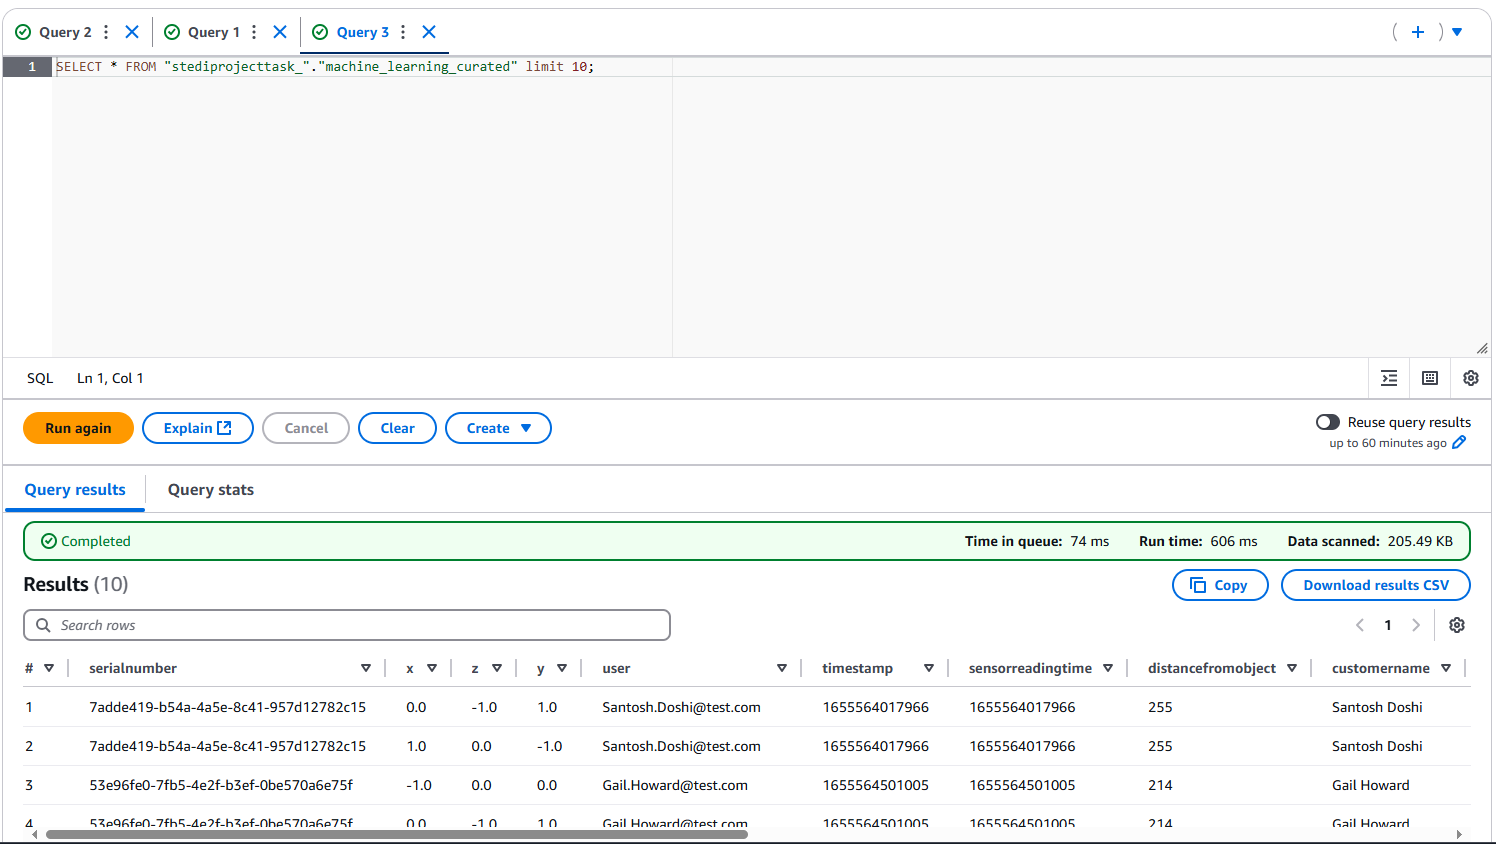 Query 2 Query 1 Query 3
1 SELECT * FROM "stediprojecttask_"."machine_learning_curated" limit 10;
SQL Ln 1, Col 1
Run again Explain Cancel Clear Create
Reuse query results
up to 60 minutes ago
Query results Query stats
Completed Time in queue: 74 ms Run time: 606 ms Data scanned: 205.49 KB
Results (10) Copy Download results CSV
Search rows 1
# serialnumber x z y user timestamp sensorreadingtime distancefromobject customername
1 7adde419-b54a-4a5e-8c41-957d12782c15 0.0 -1.0 1.0 Santosh.Doshi@test.com 1655564017966 1655564017966 255 Santosh Doshi
2 7adde419-b54a-4a5e-8c41-957d12782c15 1.0 0.0 -1.0 Santosh.Doshi@test.com 1655564017966 1655564017966 255 Santosh Doshi
3 53e96fe0-7fb5-4e2f-b3ef-0be570a6e75f -1.0 0.0 0.0 Gail.Howard@test.com 1655564501005 1655564501005 214 Gail Howard
4 53e96fe0-7fb5-4e2f-b3ef-0be570a6e75f 0.0 -1.0 1.0 Gail.Howard@test.com 1655564501005 1655564501005 214 Gail Howard